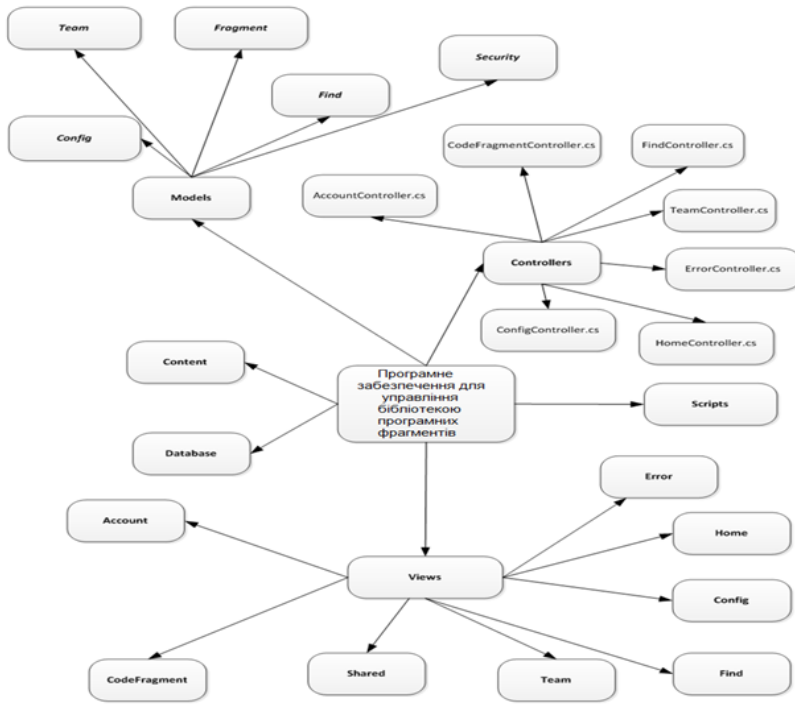 Team
Fragment
Security
Find
Config
Models
CodeFragmentController.cs
FindController.cs
AccountController.cs
TeamController.cs
Controllers
ErrorController.cs
ConfigController.cs
HomeController.cs
Content
Програмне
забезпечення для
управління
бібліотекою
програмних
фрагментів
Scripts
Database
Error
Account
Home
Views
Config
CodeFragment
Shared
Team
Find